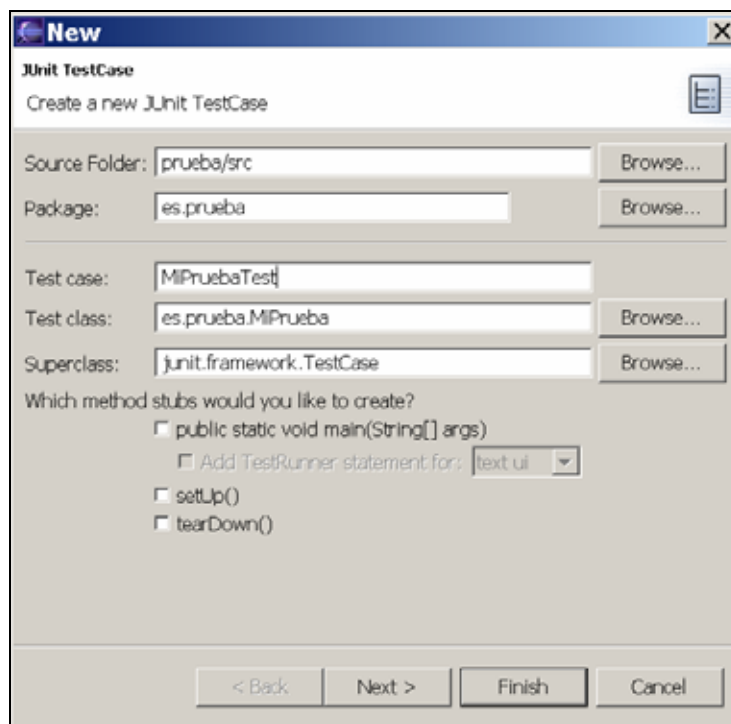 New
JUnit TestCase
Create a new JUnit TestCase
Source Folder: prueba/src Browse...
Package: es.prueba Browse...
Test case: MiPruebaTest
Test class: es.prueba.MiPrueba Browse...
Superclass: junit.framework.TestCase Browse...
Which method stubs would you like to create?
public static void main(String[] args)
Add TestRunner statement for: text ui
setUp()
tearDown()
< Back Next > Finish Cancel